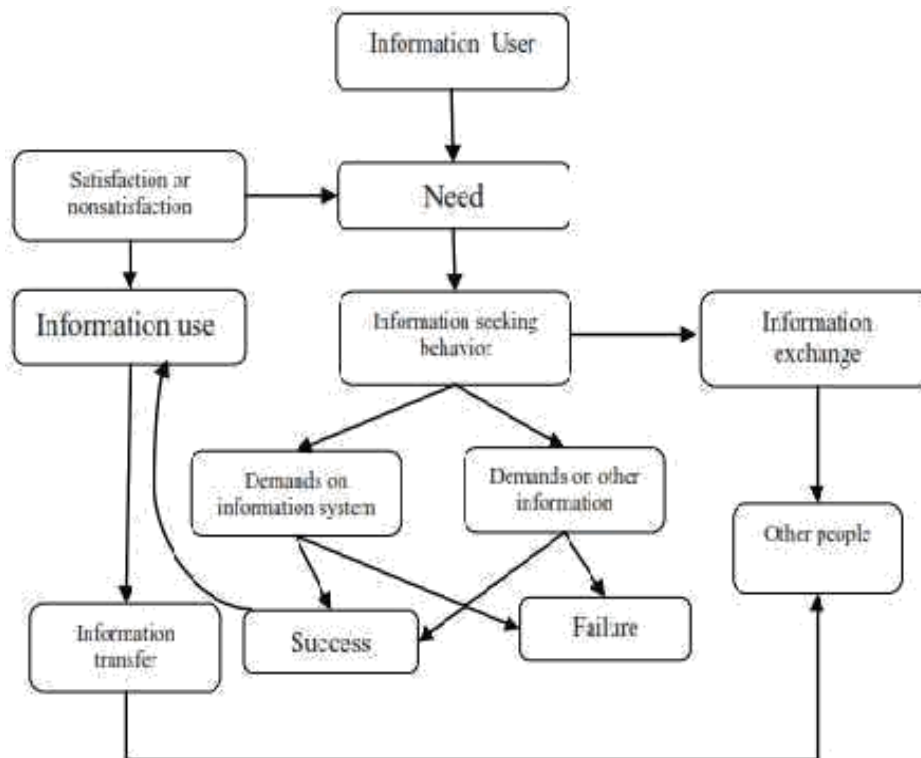 Information User
Satisfaction or
nonsatisfaction
Need
Information use
Information seeking
behavior
Information
exchange
Demands on
information system
Demands on other
information
Other people
Information
transfer
Success
Failure